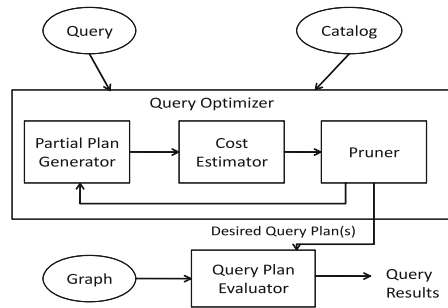 Query
Catalog
Query Optimizer
Partial Plan
Generator
Cost
Estimator
Pruner
Desired Query Plan(s)
Graph
Query Plan
Evaluator
Query
Results